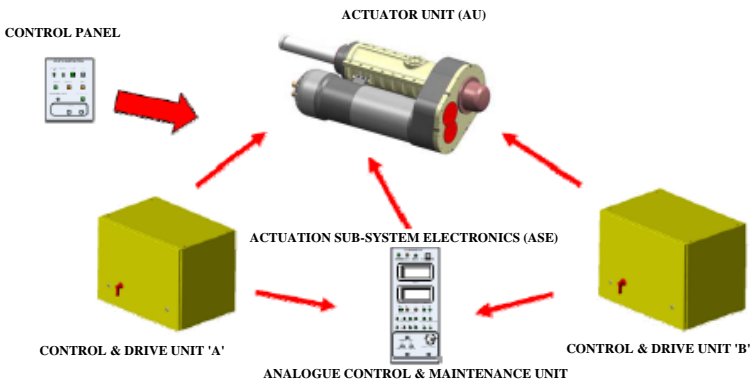 ACTUATOR UNIT (AU)
CONTROL PANEL
ACTUATION SUB-SYSTEM ELECTRONICS (ASE)
CONTROL & DRIVE UNIT 'A'
CONTROL & DRIVE UNIT 'B'
ANALOGUE CONTROL & MAINTENANCE UNIT